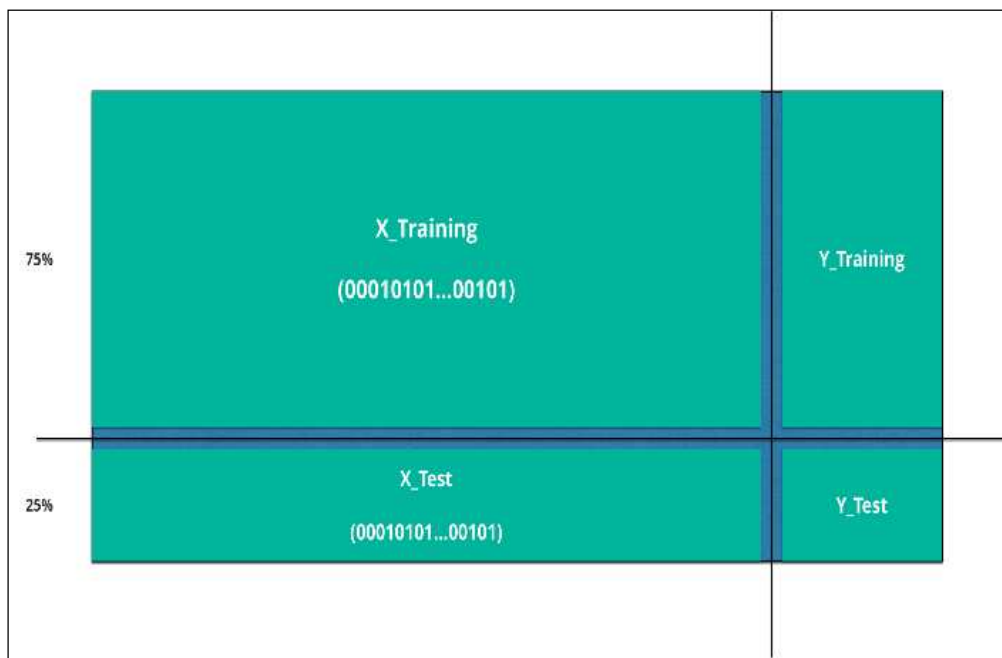 X_Training
(00010101...00101)
75%
Y_Training
X_Test
(00010101...00101)
25%
Y_Test